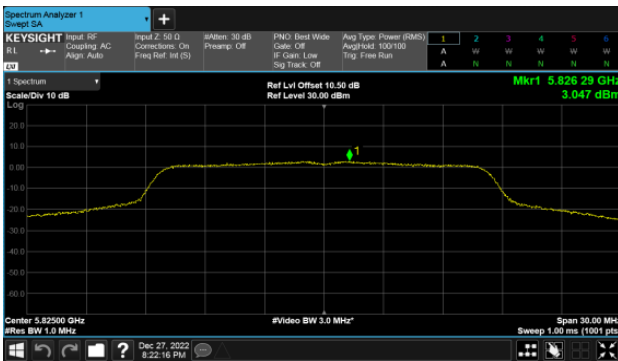 Spectrum Analyzer 1
Swept SA
+
KEYSIGHT Input: RF Input Z: 50 Ω #Atten: 30 dB PNO: Best Wide Avg Type: Power (RMS) 1 2 3 4 5 6
RL Coupling: AC Corrections: On Preamp: Off Gate: Off Avg|Hold: 100/100 A W W W W W
Align: Auto Freq Ref: Int (S) IF Gain: Low Trig: Free Run
LXI Sig Track: Off A N N N N N
1 Spectrum
Scale/Div 10 dB
Ref Lvl Offset 10.50 dB
Ref Level 30.00 dBm
Mkr1 5.826 29 GHz
3.047 dBm
Log
20.0
10.0
1
0.00
-10.0
-20.0
-30.0
-40.0
-50.0
-60.0
Center 5.82500 GHz #Video BW 3.0 MHz* Span 30.00 MHz
#Res BW 1.0 MHz Sweep 1.00 ms (1001 pts
? Dec 27, 2022
8:22:16 PM